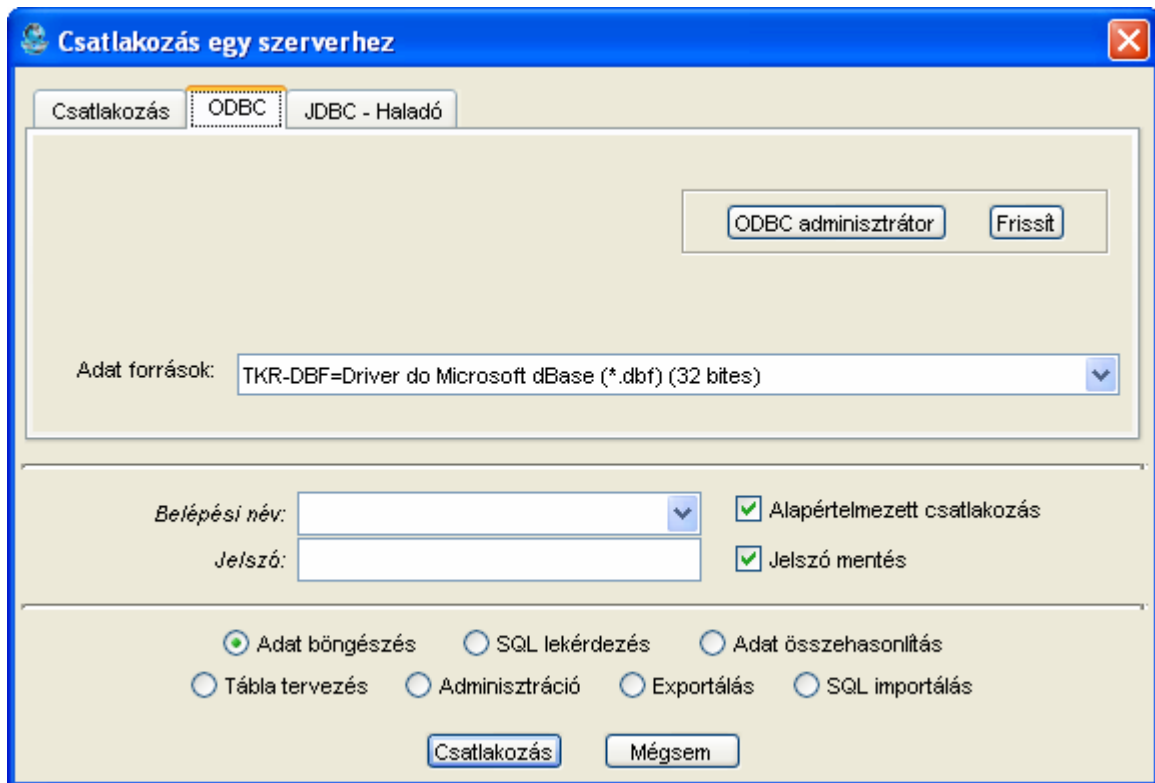 Csatlakozás egy szerverhez
Csatlakozás ODBC JDBC - Haladó
ODBC adminisztrátor Frissít
Adat források: TKR-DBF=Driver do Microsoft dBase (*.dbf) (32 bites)
Belépési név: Alapértelmezett csatlakozás
Jelszó: Jelszó mentés
Adat böngészés SQL lekérdezés Adat összehasonlítás
Tábla tervezés Adminisztráció Exportálás SQL importálás
Csatlakozás Mégsem